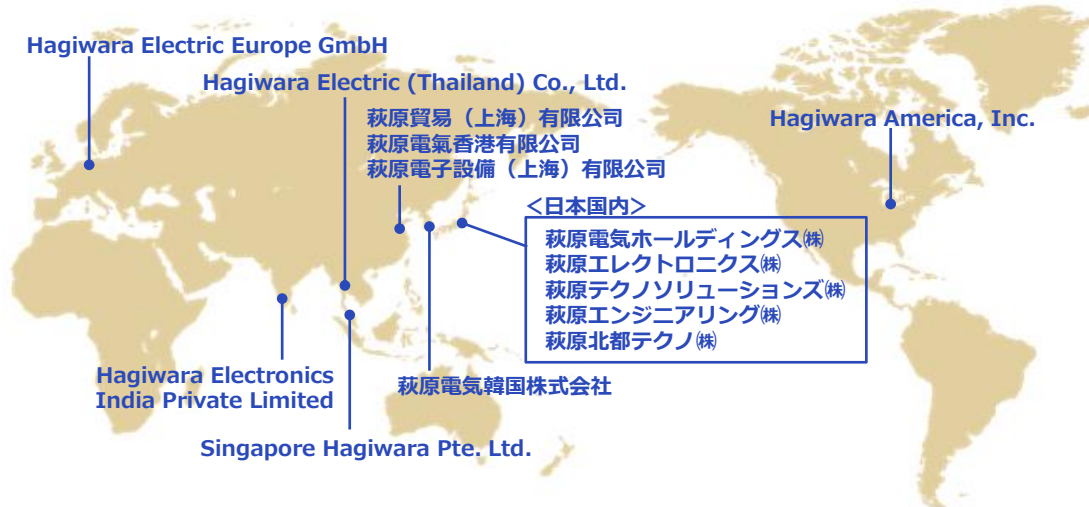 Hagiwara Electric Europe GmbH
Hagiwara Electric (Thailand) Co., Ltd.
萩原貿易（上海）有限公司
萩原電氣香港有限公司
萩原電子設備（上海）有限公司
Hagiwara America, Inc.
＜日本国内＞
萩原電気ホールディングス㈱
萩原エレクトロニクス㈱
萩原テクノソリューションズ㈱
萩原エンジニアリング㈱
萩原北都テクノ㈱
Hagiwara Electronics
India Private Limited
萩原電気韓国株式会社
Singapore Hagiwara Pte. Ltd.